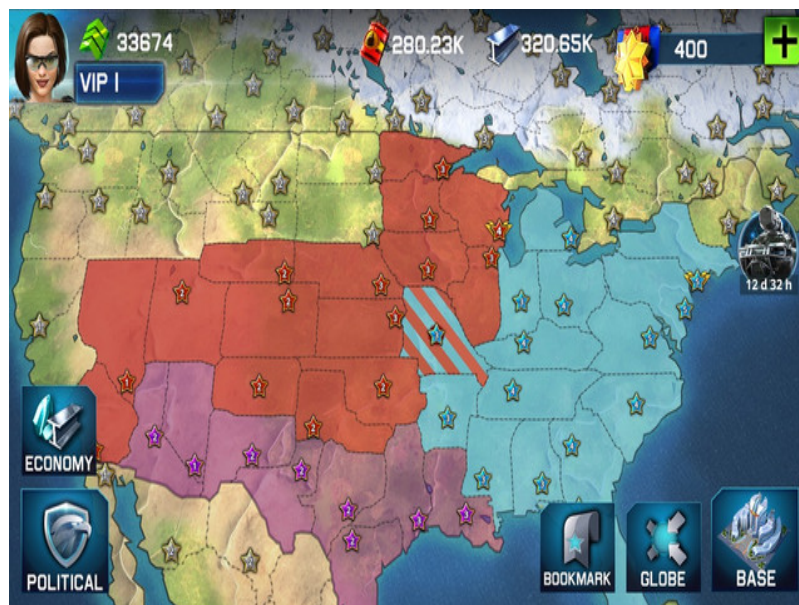 33674
280.23K
320.65K
400
VIP I
12 d 32 h
ECONOMY
POLITICAL
BOOKMARK
GLOBE
BASE